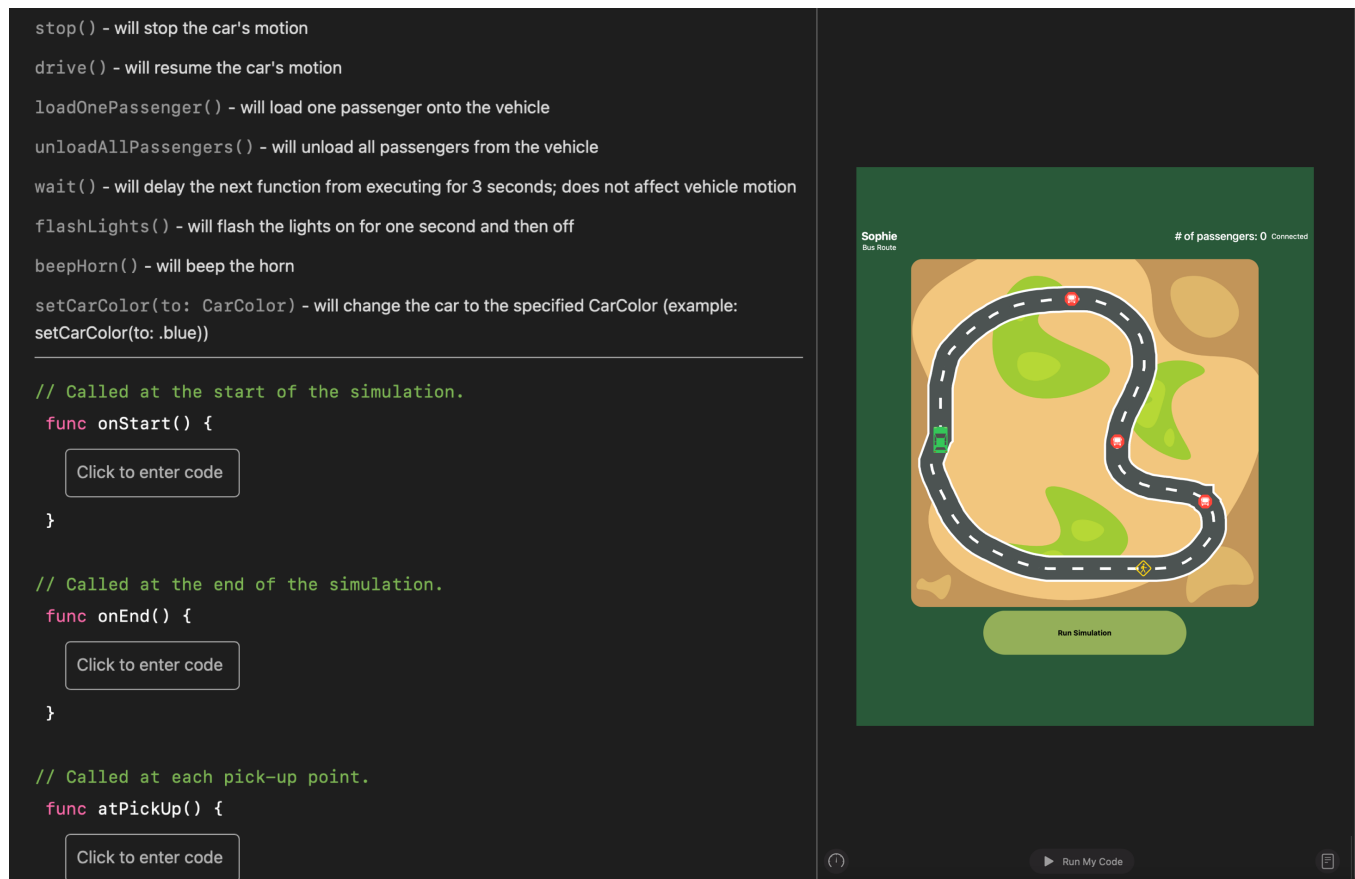 stop() - will stop the car's motion
drive() - will resume the car's motion
loadOnePassenger() - will load one passenger onto the vehicle
unloadAllPassengers() - will unload all passengers from the vehicle
wait() - will delay the next function from executing for 3 seconds; does not affect vehicle motion
flashLights() - will flash the lights on for one second and then off
beepHorn() - will beep the horn
setCarColor(to: CarColor) - will change the car to the specified CarColor (example:
setCarColor(to: .blue))
// Called at the start of the simulation.
func onStart() {
Click to enter code
}
// Called at the end of the simulation.
func onEnd() {
Click to enter code
}
// Called at each pick-up point.
func atPickUp() {
Click to enter code
Sophie
Bus Route
# of passengers: 0 Connected
Run Simulation
Run My Code